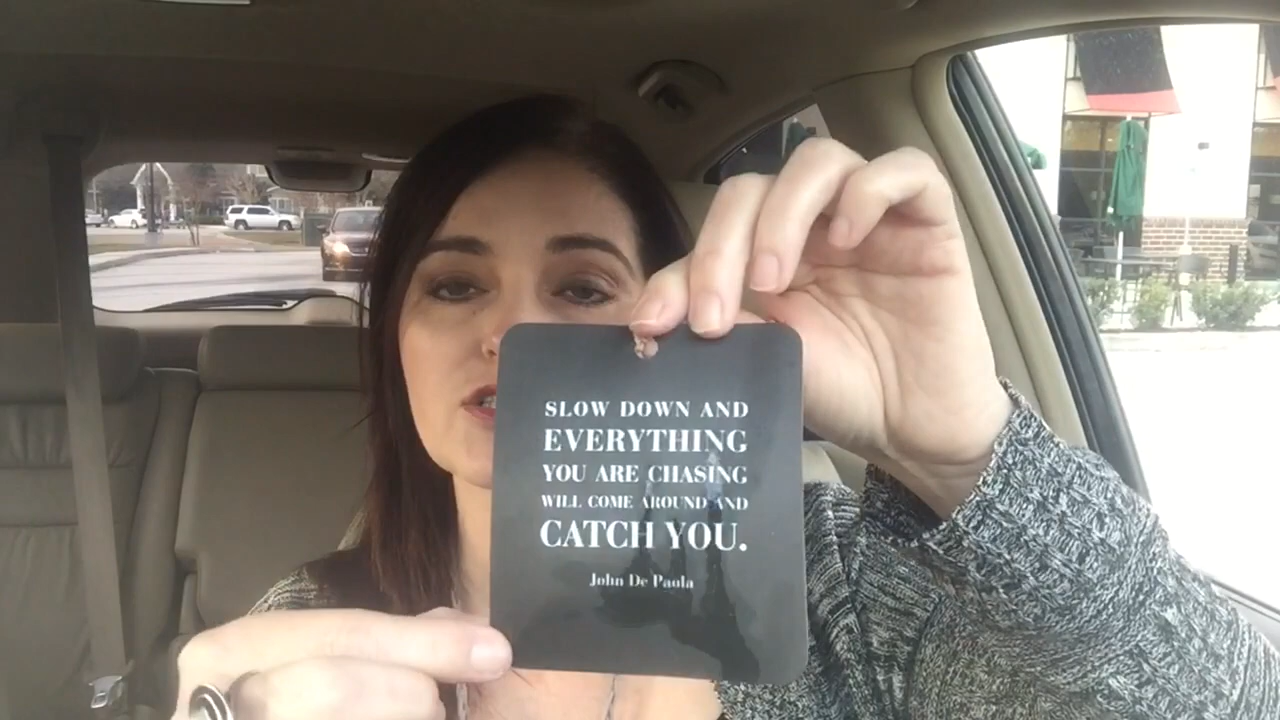 SLOW DOWN AND
EVERYTHING
YOU ARE CHASING
WILL COME AROUND AND
CATCH YOU.
John De Paula